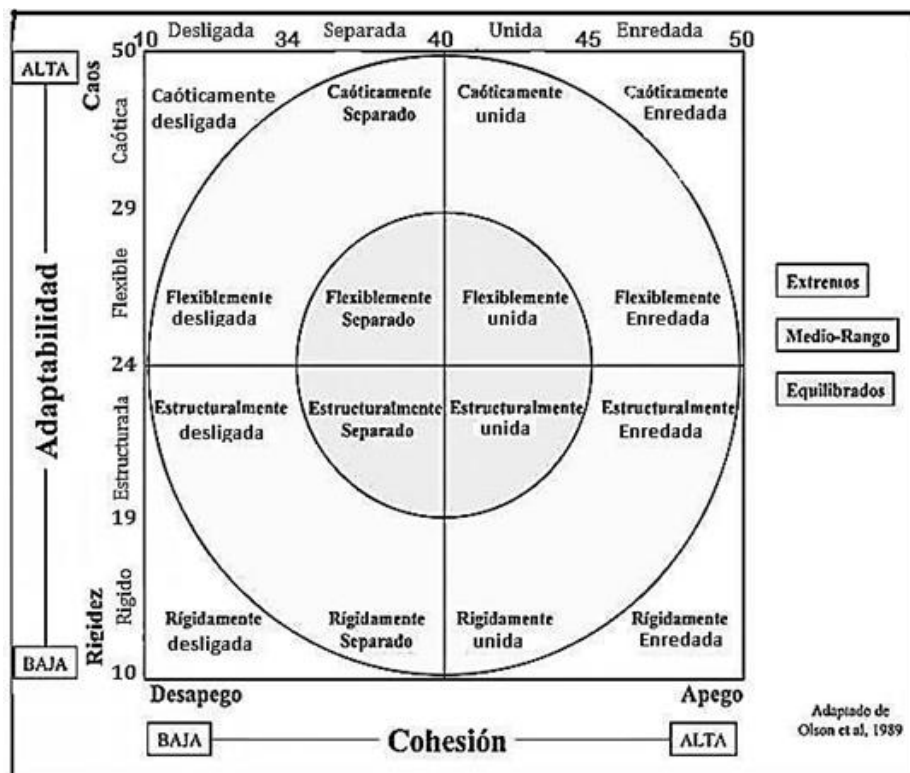 Desligada Separada Unida Enredada
10 34 40 45 50
50
ALTA
Caos
Caóticamente Caóticamente Caóticamente Caóticamente
desligada Separado unida Enredada
Caótica
29
Adaptabilidad
Flexible
Extremos
Flexiblemente Flexiblemente Flexiblemente Flexiblemente
desligada Separado unida Enredada
Medio-Rango
24
Equilibrados
Estructuralmente Estructuralmente Estructuralmente Estructuralmente
desligada Separado unida Enredada
Estructurada
19
Rígido
Rigidez
Rígidamente Rígidamente Rígidamente Rígidamente
desligada Separado unida Enredada
BAJA
10
Desapego Apego
Adaptado de
Olson et al, 1989
BAJA Cohesión ALTA